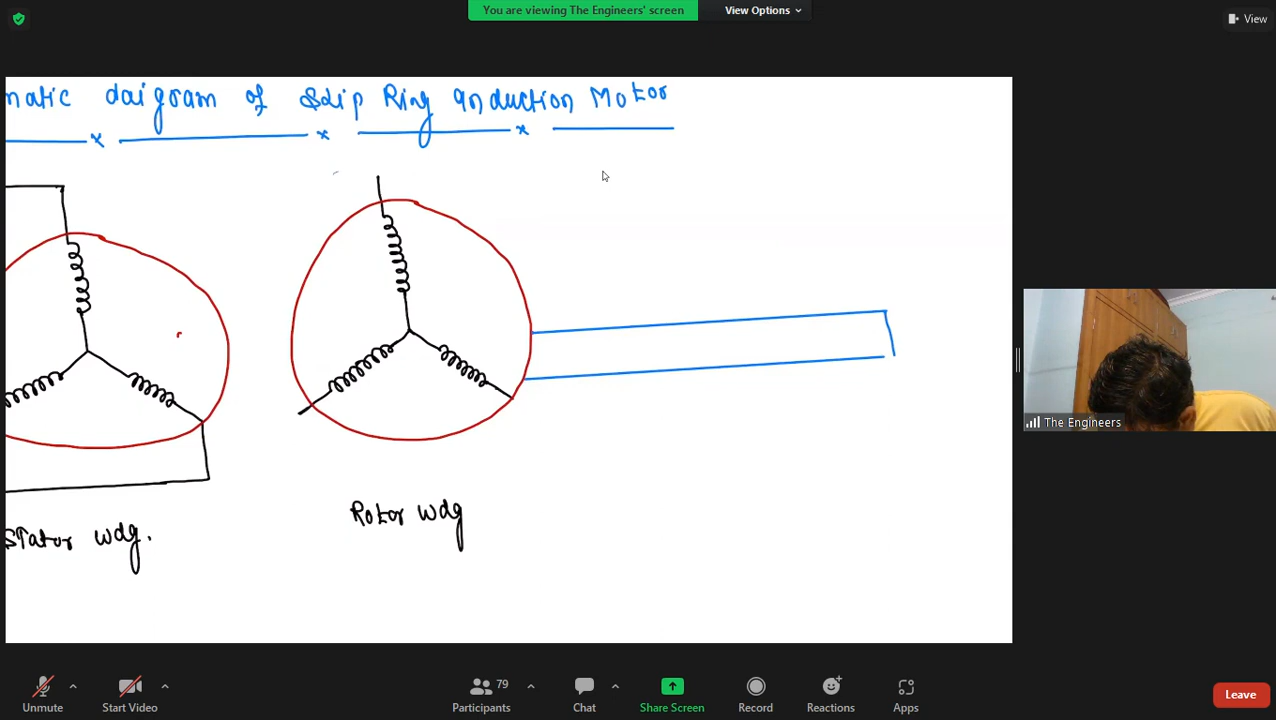 You are viewing The Engineers' screen
View Options
View
matic daigram of Slip Ring Induction Motor
Stator wdg.
Rotor wdg
The Engineers
Unmute
Start Video
Participants
79
Chat
Share Screen
Record
Reactions
Apps
Leave